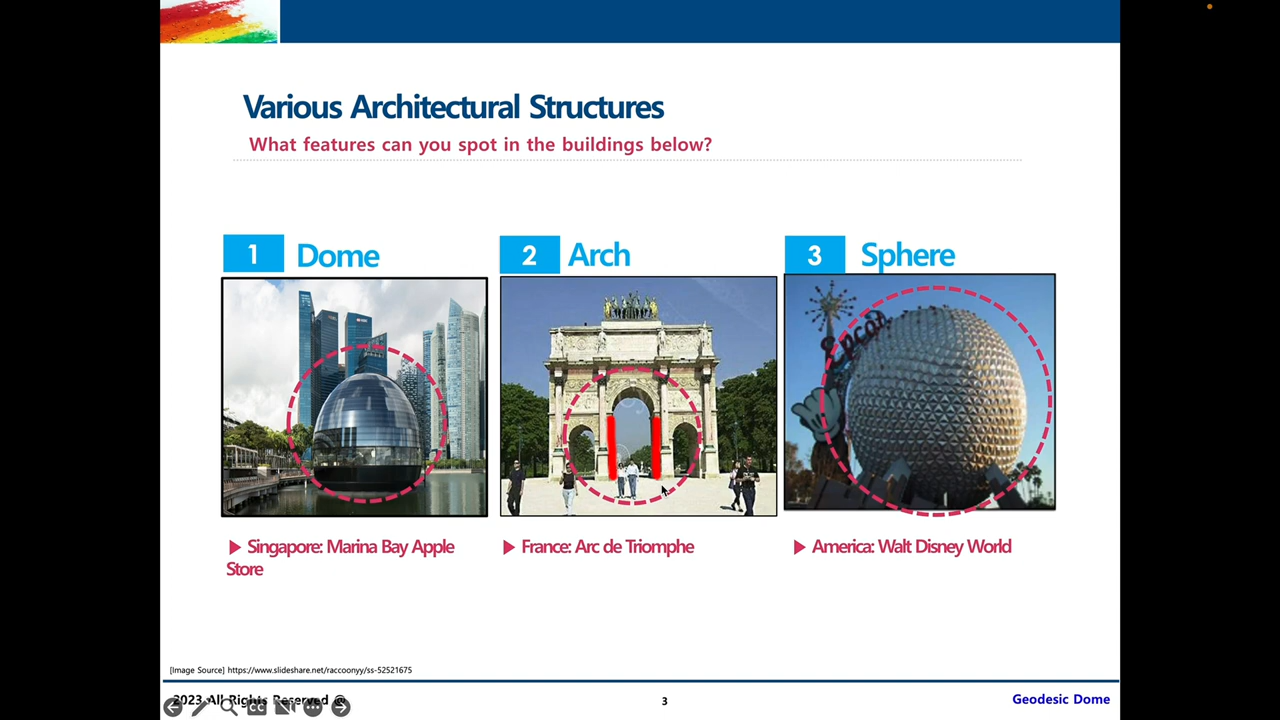 Various Architectural Structures
What features can you spot in the buildings below?
1 Dome
2 Arch
3 Sphere
Epcot
▶ Singapore: Marina Bay Apple
Store
▶ France: Arc de Triomphe
▶ America: Walt Disney World
[Image Source] https://www.slideshare.net/raccoonyy/ss-52521675
2023 All Rights Reserved @
CC
3
Geodesic Dome